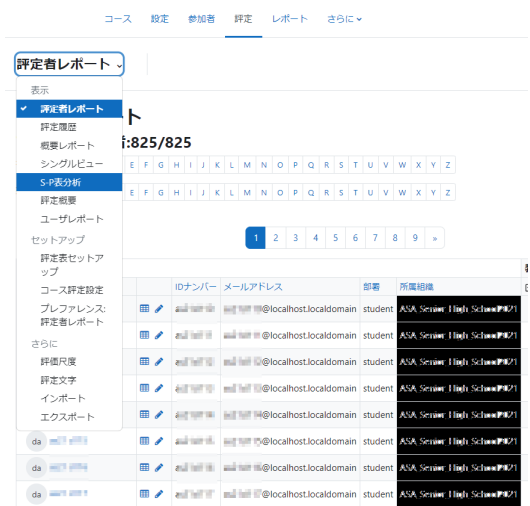 コース 設定 参加者 評定 レポート さらに
評定者レポート
表示
評定者レポート
ト
評定履歴
概要レポート
:825/825
シングルビュー
E F G H I J K L M N O P Q R S T U V W X Y Z
S-P表分析
評定概要
E F G H I J K L M N O P Q R S T U V W X Y Z
ユーザレポート
セットアップ
1 2 3 4 5 6 7 8 9 »
評定表セットア
ップ
コース評定設定
IDナンバー メールアドレス 部署 所属組織
プレファレンス:
評定者レポート
@localhost.localdomain student ASA Senior High School
さらに
@localhost.localdomain student ASA Senior High School
評価尺度
評定文字
@localhost.localdomain student ASA Senior High School
インポート
@localhost.localdomain student ASA Senior High School
エクスポート
@localhost.localdomain student ASA Senior High School
da @localhost.localdomain student ASA Senior High School
da @localhost.localdomain student ASA Senior High School
da @localhost.localdomain student ASA Senior High School